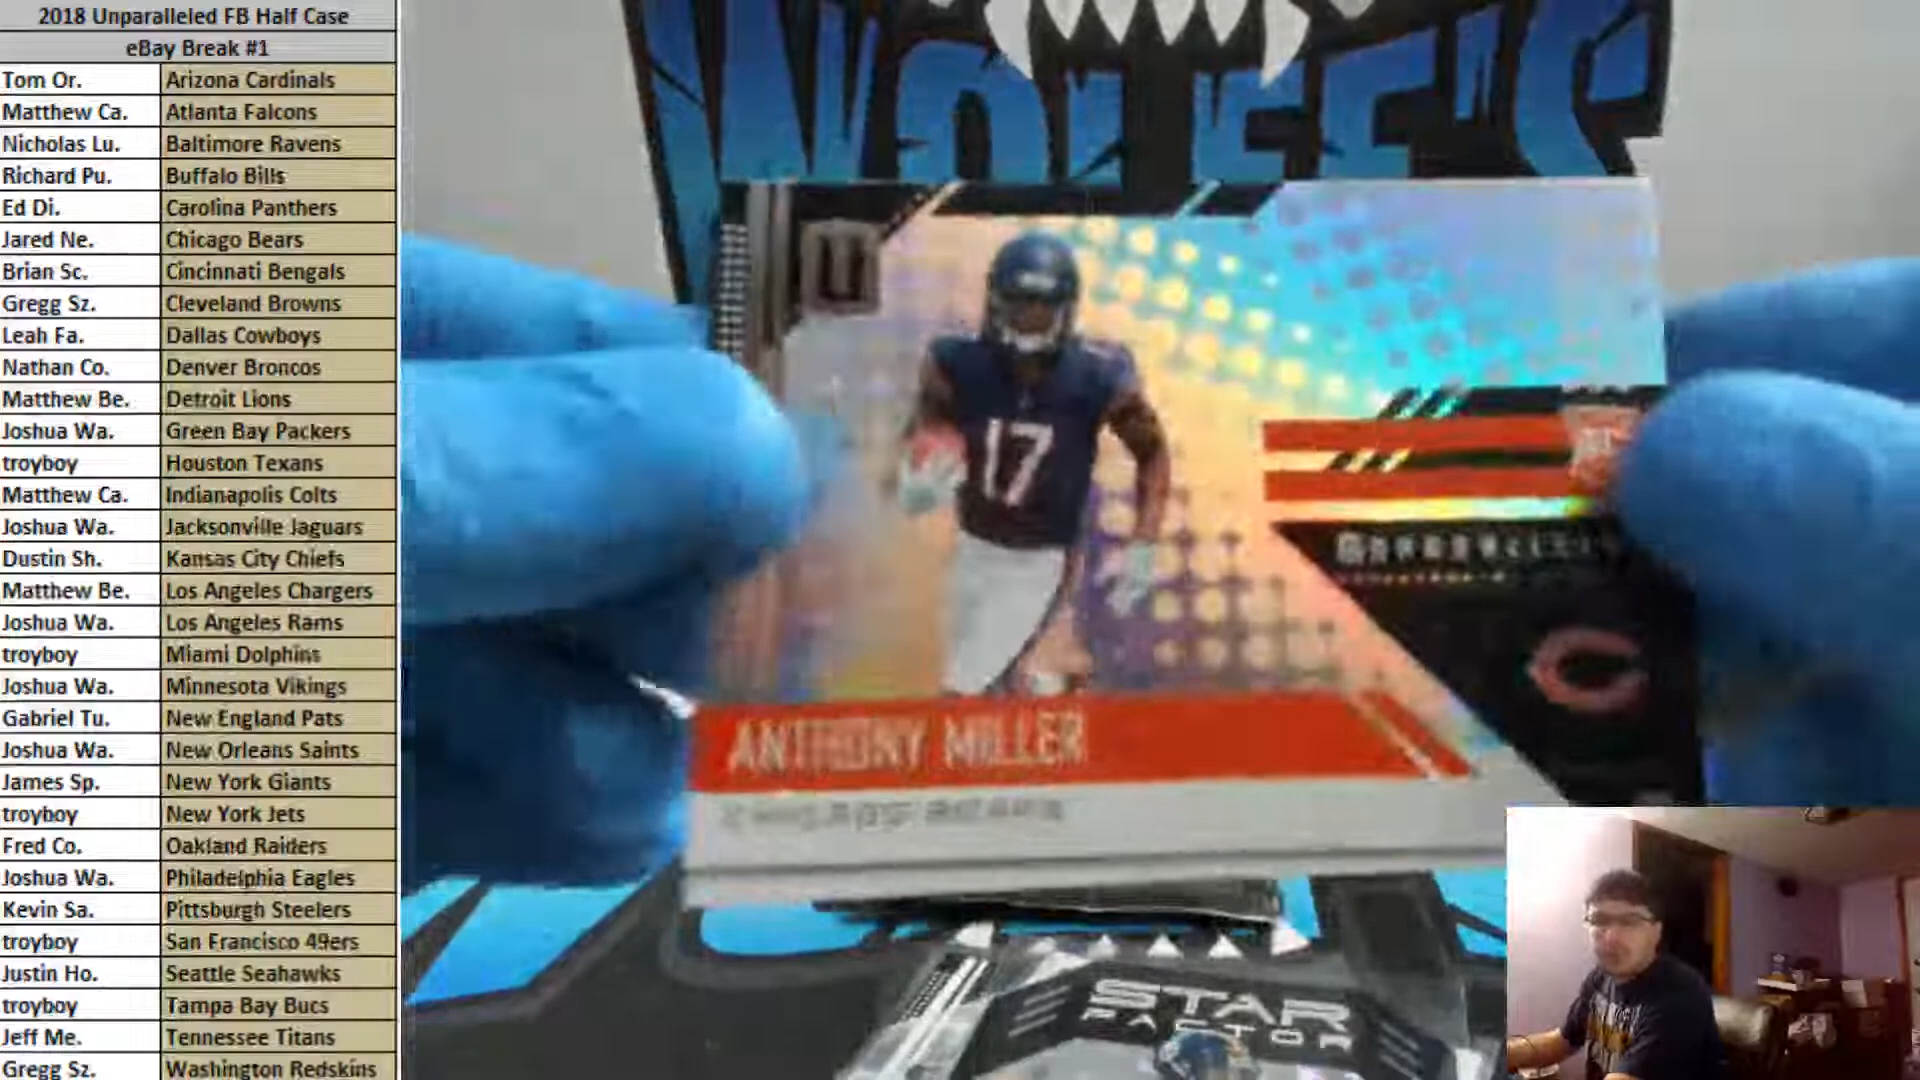 2018 Unparalleled FB Half Case
eBay Break #1
Tom Or. Arizona Cardinals
Matthew Ca. Atlanta Falcons
Nicholas Lu. Baltimore Ravens
Richard Pu. Buffalo Bills
Ed Di. Carolina Panthers
Jared Ne. Chicago Bears
Brian Sc. Cincinnati Bengals
Gregg Sz. Cleveland Browns
Leah Fa. Dallas Cowboys
Nathan Co. Denver Broncos
Matthew Be. Detroit Lions
Joshua Wa. Green Bay Packers
troyboy Houston Texans
Matthew Ca. Indianapolis Colts
Joshua Wa. Jacksonville Jaguars
Dustin Sh. Kansas City Chiefs
Matthew Be. Los Angeles Chargers
Joshua Wa. Los Angeles Rams
troyboy Miami Dolphins
Joshua Wa. Minnesota Vikings
Gabriel Tu. New England Pats
Joshua Wa. New Orleans Saints
James Sp. New York Giants
troyboy New York Jets
Fred Co. Oakland Raiders
Joshua Wa. Philadelphia Eagles
Kevin Sa. Pittsburgh Steelers
troyboy San Francisco 49ers
Justin Ho. Seattle Seahawks
troyboy Tampa Bay Bucs
Jeff Me. Tennessee Titans
Gregg Sz. Washington Redskins
U
17
ANTHONY MILLER
CHICAGO BEARS
STAR
FACTOR